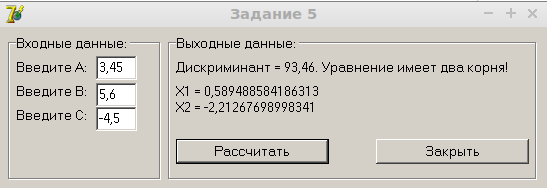 Задание 5
Входные данные:
Введите A:
3,45
Введите B:
5,6
Введите C:
-4,5
Выходные данные:
Дискриминант = 93,46. Уравнение имеет два корня!
X1 = 0,589488584186313
X2 = -2,21267698998341
Рассчитать
Закрыть